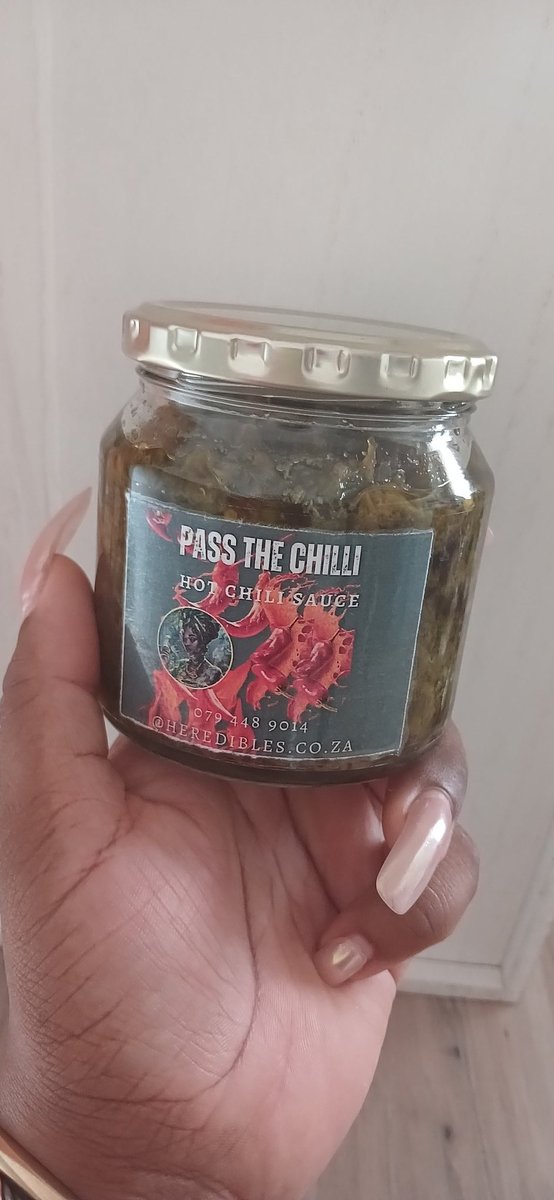 PASS THE CHILLI
HOT CHILI SAUCE
079 448 9014
@HEREDIBLES.CO.ZA